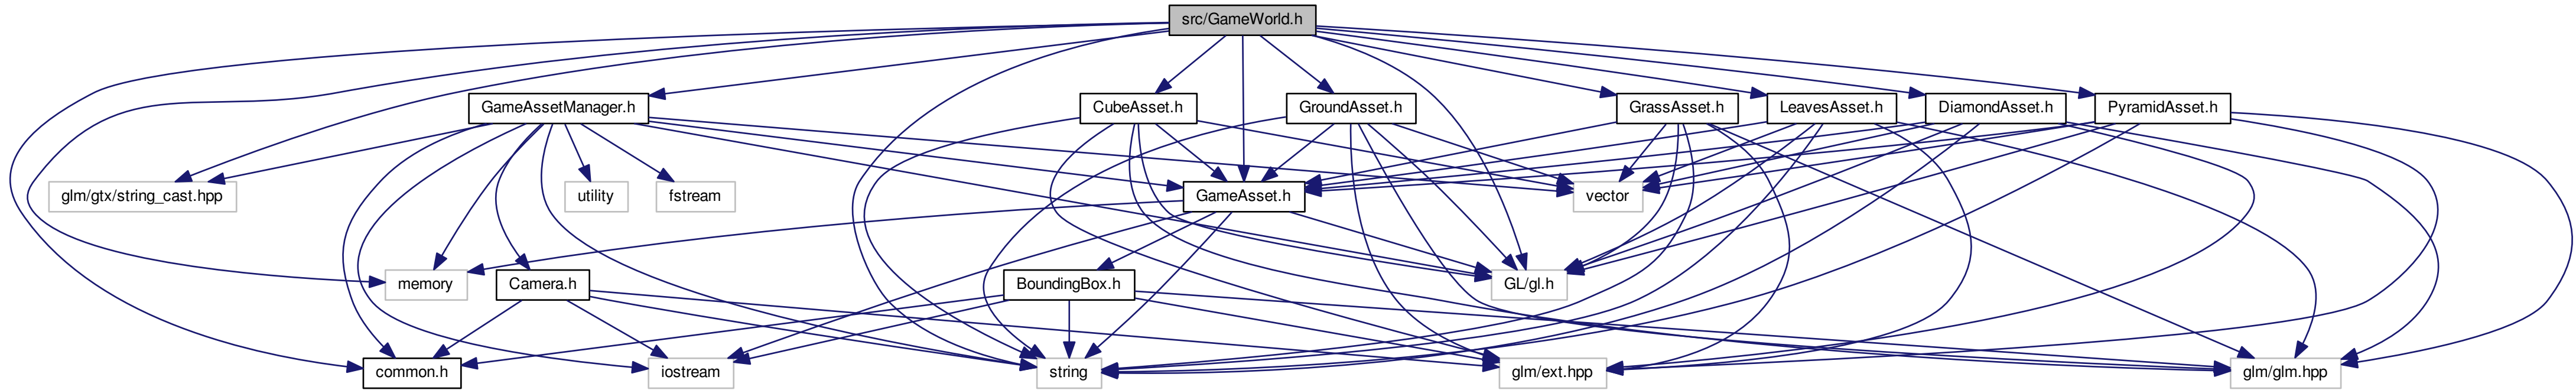 src/GameWorld.h
GameAssetManager.h
CubeAsset.h
GroundAsset.h
GrassAsset.h
LeavesAsset.h
DiamondAsset.h
PyramidAsset.h
glm/gtx/string_cast.hpp
utility
fstream
GameAsset.h
vector
memory
Camera.h
BoundingBox.h
GL/gl.h
common.h
iostream
string
glm/ext.hpp
glm/glm.hpp